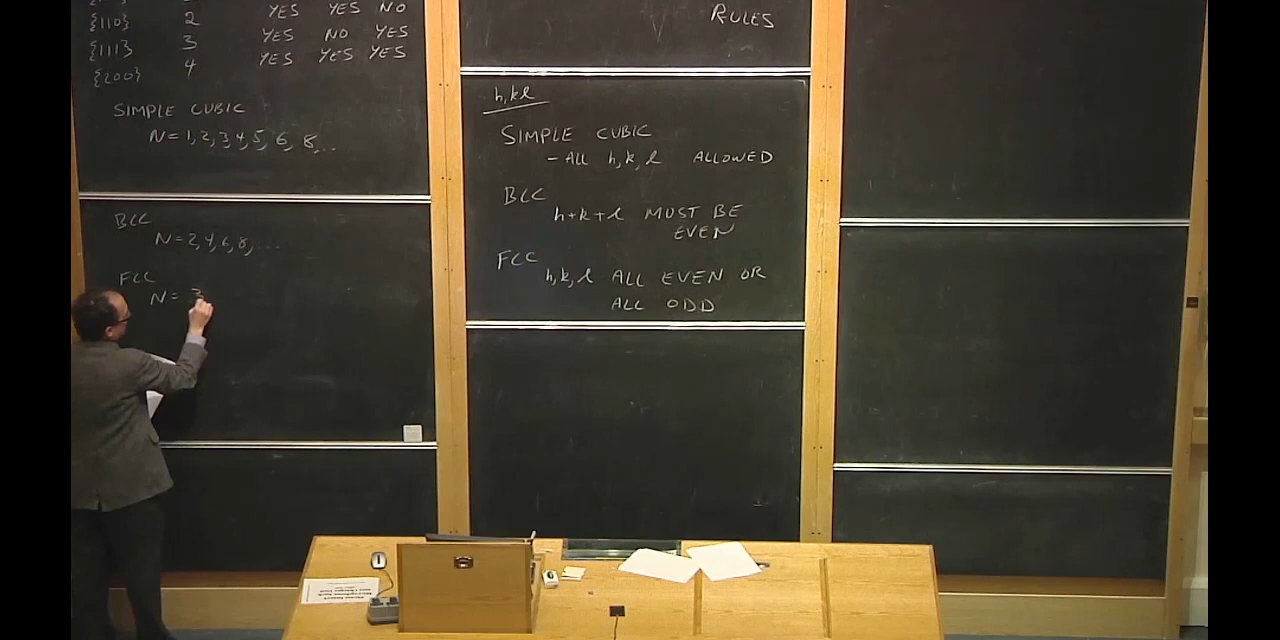 {110} 2 YES YES NO
{111} 3 YES NO YES
{200} 4 YES YES YES
SIMPLE CUBIC
N = 1, 2, 3, 4, 5, 6, 8, ...
BCC
N = 2, 4, 6, 8, ...
FCC
N = 3
RULES
h, k l
SIMPLE CUBIC
- ALL h, k, l ALLOWED
BCC
h + k + l MUST BE
EVEN
FCC
h, k, l ALL EVEN OR
ALL ODD